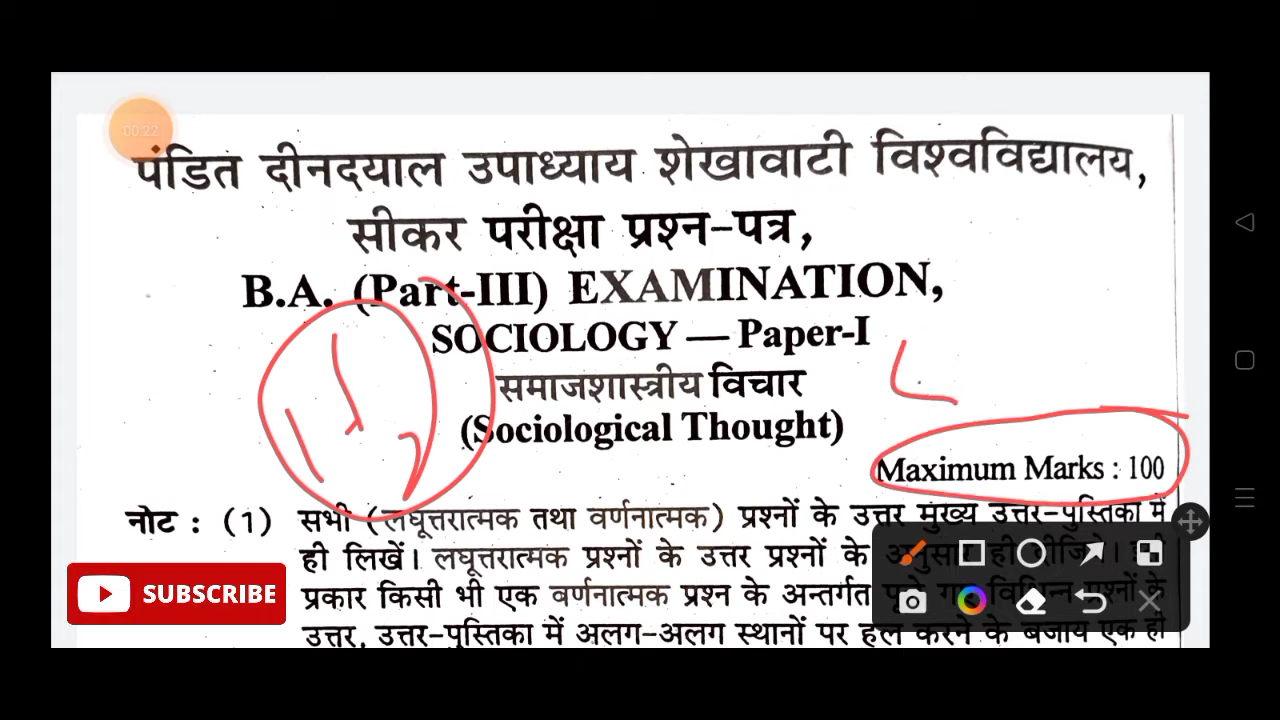 00:22
पंडित दीनदयाल उपाध्याय शेखावाटी विश्वविद्यालय,
सीकर परीक्षा प्रश्न-पत्र,
B.A. (Part-III) EXAMINATION,
SOCIOLOGY — Paper-I
समाजशास्त्रीय विचार
(Sociological Thought)
Maximum Marks : 100
नोट : (1) सभी (लघूत्तरात्मक तथा वर्णनात्मक) प्रश्नों के उत्तर मुख्य उत्तर-पुस्तिका में
ही लिखें। लघूत्तरात्मक प्रश्नों के उत्तर प्रश्नों के अनुसार ही दीजिये।
प्रकार किसी भी एक वर्णनात्मक प्रश्न के अन्तर्गत पूछे गए विभिन्न प्रश्नों के
उत्तर, उत्तर-पुस्तिका में अलग-अलग स्थानों पर हल करने के बजाय एक ही
SUBSCRIBE